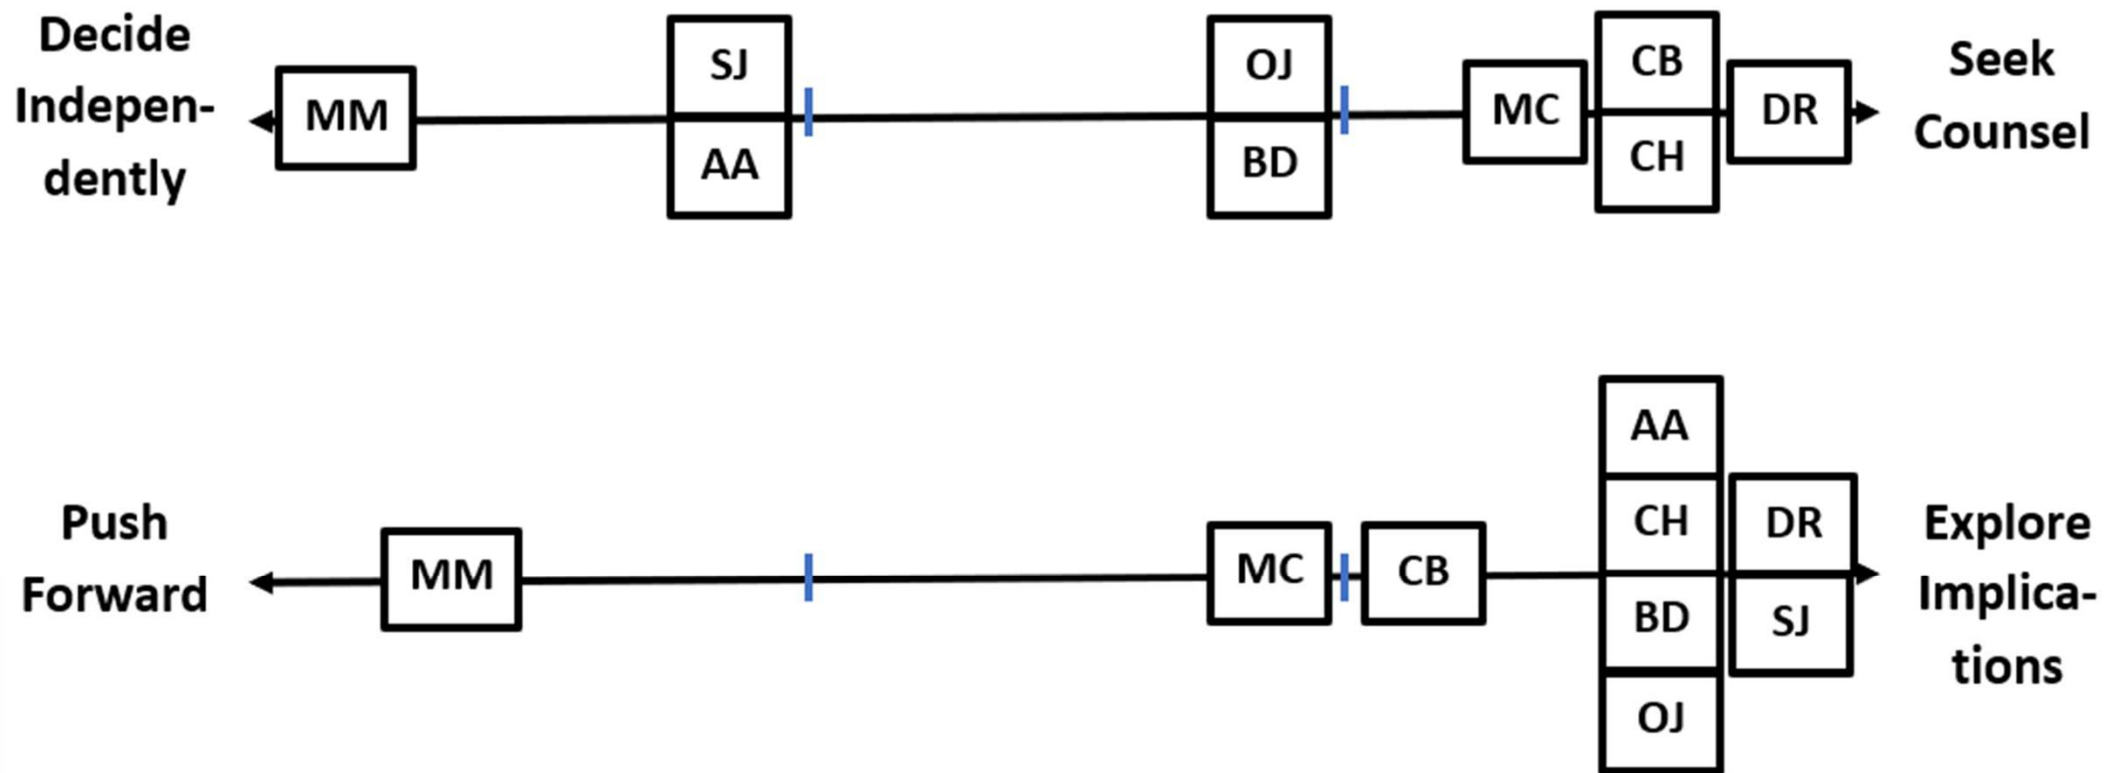 Decide
Indepen-
dently
MM
SJ
AA
OJ
BD
MC
CB
CH
DR
Seek
Counsel
Push
Forward
MM
MC
CB
AA
CH
BD
OJ
DR
SJ
Explore
Implica-
tions